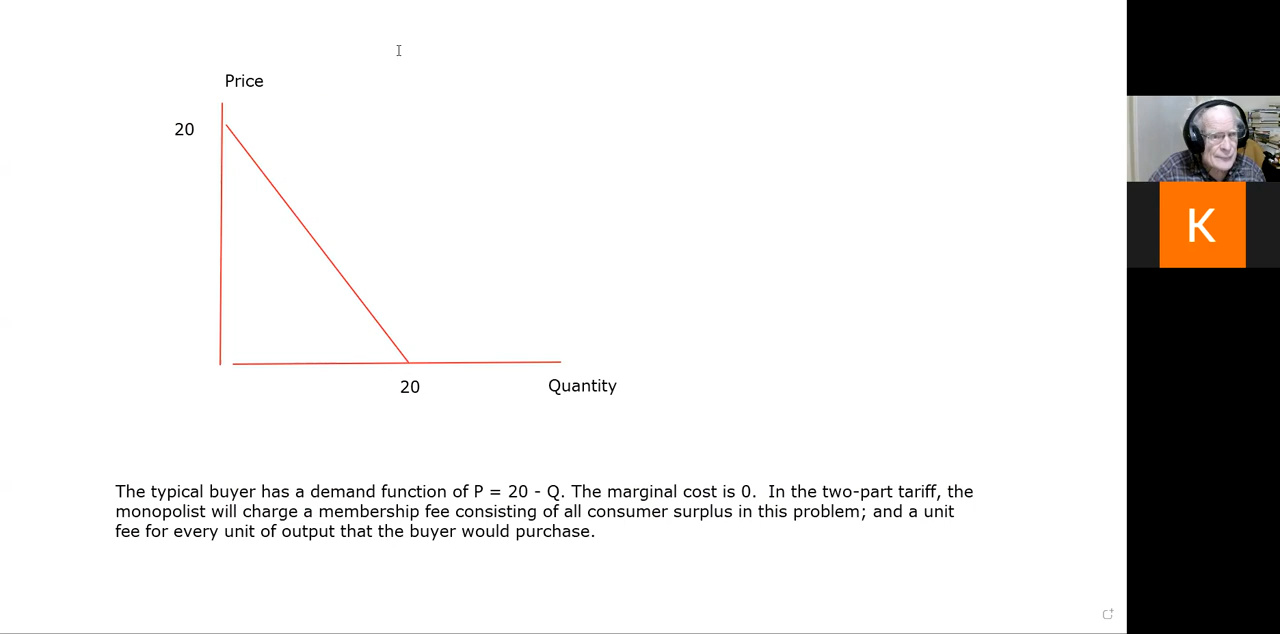 Price
20
20
Quantity
The typical buyer has a demand function of P = 20 - Q. The marginal cost is 0.  In the two-part tariff, the
monopolist will charge a membership fee consisting of all consumer surplus in this problem; and a unit
fee for every unit of output that the buyer would purchase.
K